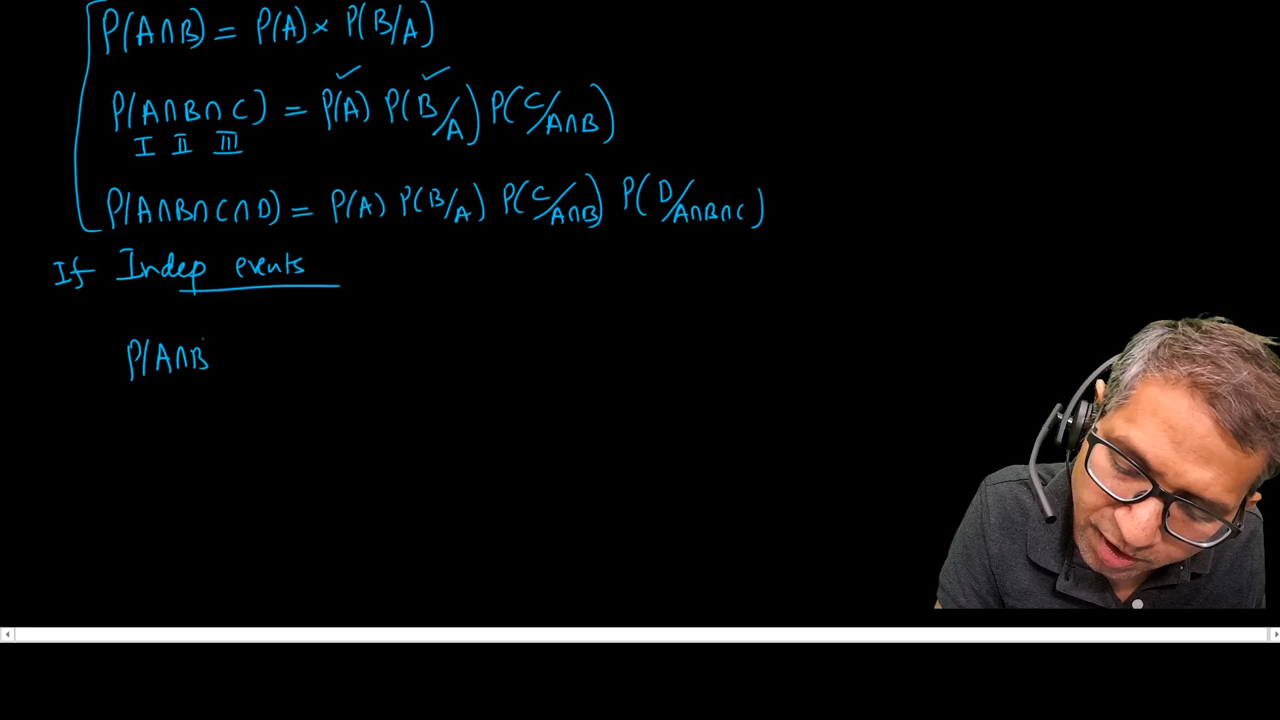 P(A∩B) = P(A) × P(B/A)
P(A∩B∩C) = P(A) P(B/A) P(C/A∩B)
I II III
P(A∩B∩C∩D) = P(A) P(B/A) P(C/A∩B) P(D/A∩B∩C)
If Indep events
P(A∩B